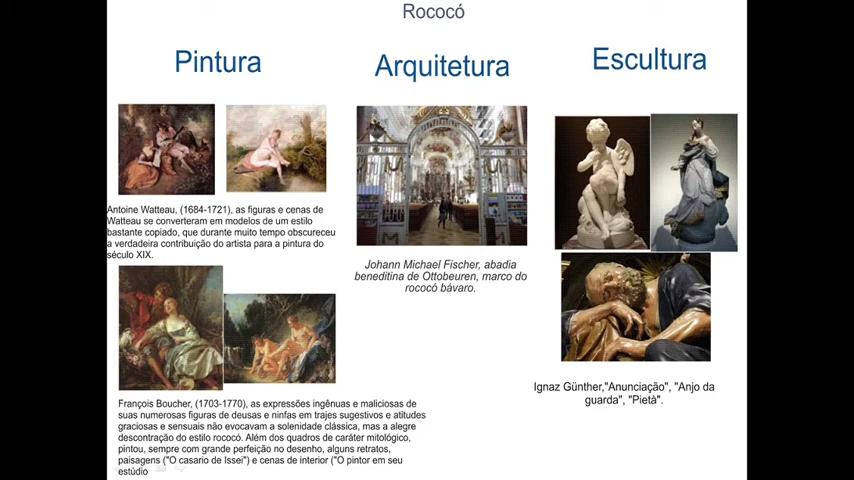 Rococó
Pintura
Arquitetura
Escultura
Antoine Watteau, (1684-1721), as figuras e cenas de
Watteau se converteram em modelos de um estilo
bastante copiado, que durante muito tempo obscureceu
a verdadeira contribuição do artista para a pintura do
século XIX.
François Boucher, (1703-1770), as expressões ingênuas e maliciosas de
suas numerosas figuras de deusas e ninfas em trajes sugestivos e atitudes
graciosas e sensuais não evocavam a solenidade clássica, mas a alegre
descontração do estilo rococó. Além dos quadros de caráter mitológico,
pintou, sempre com grande perfeição no desenho, alguns retratos,
paisagens ("O casario de Issei") e cenas de interior ("O pintor em seu
estúdio
Johann Michael Fischer, abadia
beneditina de Ottobeuren, marco do
rococó bávaro.
Ignaz Günther,"Anunciação", "Anjo da
guarda", "Pietà".